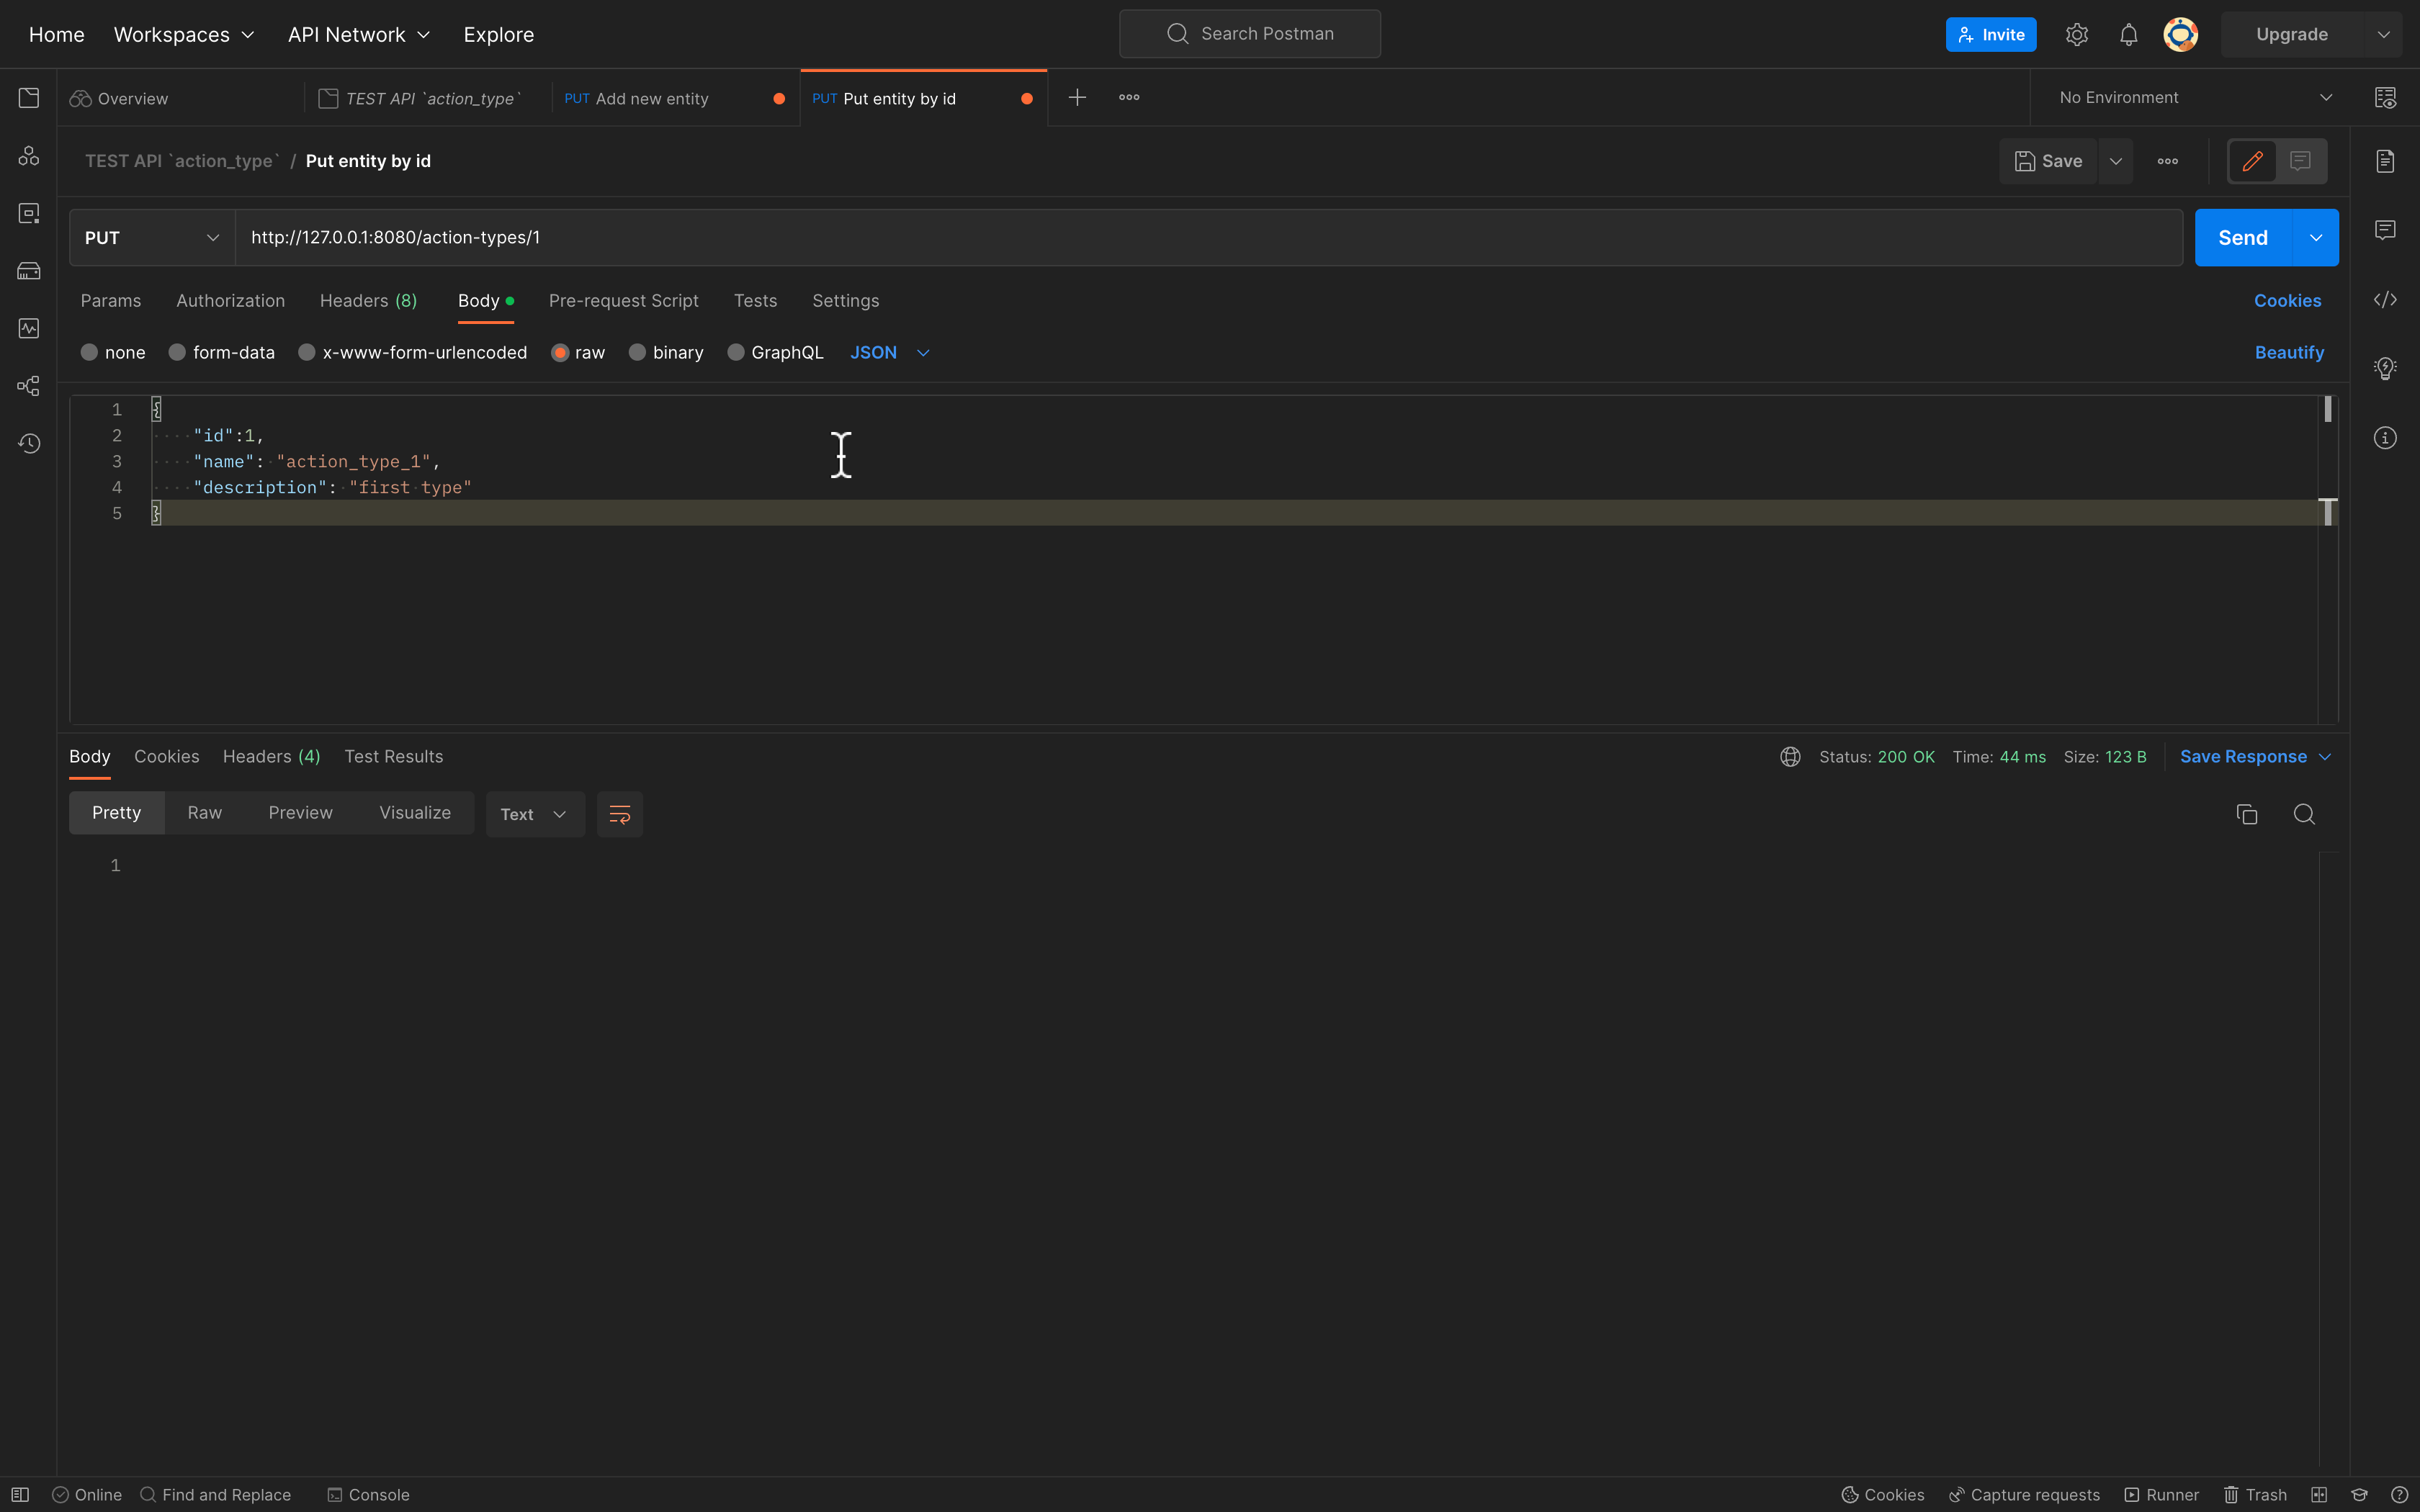 Home Workspaces API Network Explore Search Postman Invite Upgrade
Overview TEST API `action_type` PUT Add new entity PUT Put entity by id No Environment
TEST API `action_type` / Put entity by id Save
PUT http://127.0.0.1:8080/action-types/1 Send
Params Authorization Headers (8) Body Pre-request Script Tests Settings Cookies
none form-data x-www-form-urlencoded raw binary GraphQL JSON Beautify
1 {
2 "id":1,
3 "name": "action_type_1",
4 "description": "first type"
5 }
Body Cookies Headers (4) Test Results Status: 200 OK Time: 44 ms Size: 123 B Save Response
Pretty Raw Preview Visualize Text
1
Online Find and Replace Console Cookies Capture requests Runner Trash